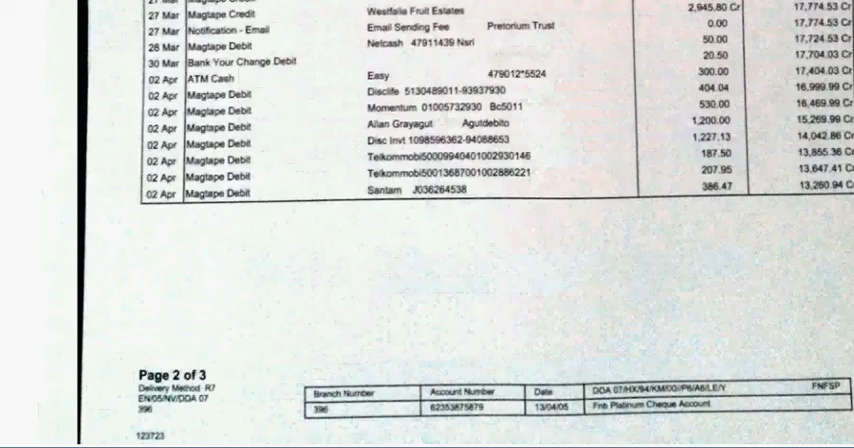 27 Mar Magtape Credit Westfalia Fruit Estates 2,945.80 Cr 17,774.53 Cr
27 Mar Notification - Email Email Sending Fee Pretorium Trust 0.00 17,774.53 Cr
28 Mar Magtape Debit Netcash 47911439 Nsri 50.00 17,724.53 Cr
30 Mar Bank Your Change Debit 20.50 17,704.03 Cr
02 Apr ATM Cash Easy 479012*5524 300.00 17,404.03 Cr
02 Apr Magtape Debit Disclife 5130489011-93937930 404.04 16,999.99 Cr
02 Apr Magtape Debit Momentum 01005732930 Bc5011 530.00 16,469.99 Cr
02 Apr Magtape Debit Allan Grayagut Agutdebito 1,200.00 15,269.99 Cr
02 Apr Magtape Debit Disc Invt 1098596362-94088653 1,227.13 14,042.86 Cr
02 Apr Magtape Debit Telkommobi50009940401002930146 187.50 13,855.36 Cr
02 Apr Magtape Debit Telkommobi50013687001002886221 207.95 13,647.41 Cr
02 Apr Magtape Debit Santam J036264538 386.47 13,260.94 Cr
Page 2 of 3
Delivery Method R7
EN/05/NV/DDA 07
396
Branch Number Account Number Date DDA 07/HX/94/KM/00//P6/A6/LE/Y FNFSP
396 62353875879 13/04/05 Fnb Platinum Cheque Account
123723